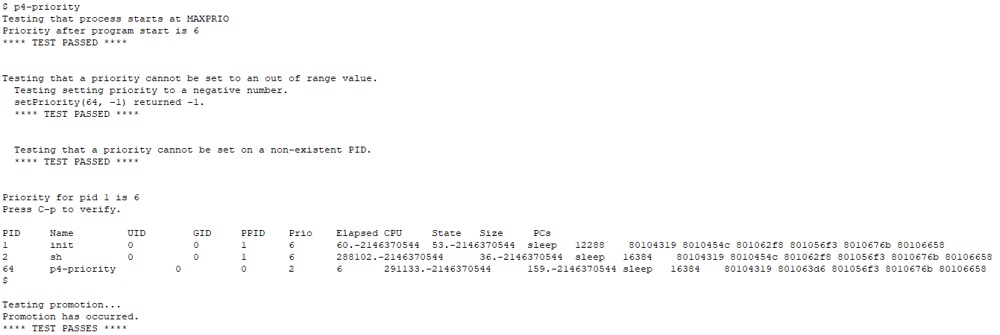 $ p4-priority
Testing that process starts at MAXPRIO
Priority after program start is 6
**** TEST PASSED ****
Testing that a priority cannot be set to an out of range value.
Testing setting priority to a negative number.
setPriority(64, -1) returned -1.
**** TEST PASSED ****
Testing that a priority cannot be set on a non-existent PID.
**** TEST PASSED ****
Priority for pid 1 is 6
Press C-p to verify.
PID Name UID GID PPID Prio Elapsed CPU State Size PCs
1 init 0 0 1 6 60.-2146370544 53.-2146370544 sleep 12288 80104319 8010454c 801062f8 801056f3 8010676b 80106658
2 sh 0 0 1 6 288102.-2146370544 36.-2146370544 sleep 16384 80104319 8010454c 801062f8 801056f3 8010676b 80106658
64 p4-priority 0 0 2 6 291133.-2146370544 159.-2146370544 sleep 16384 80104319 801063d6 801056f3 8010676b 80106658
$
Testing promotion...
Promotion has occurred.
**** TEST PASSES ****